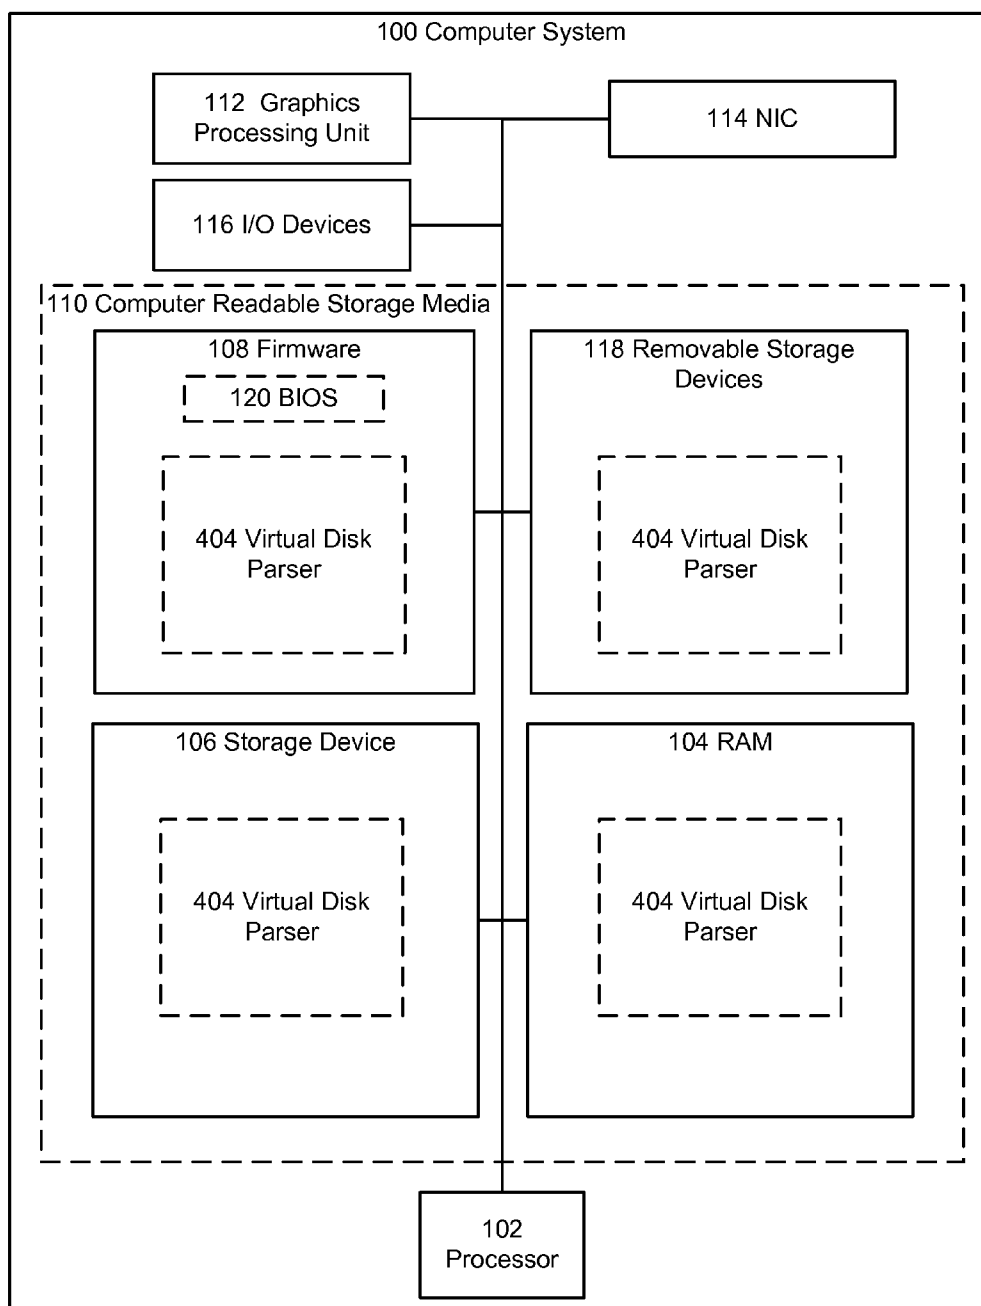 100 Computer System
112 Graphics
Processing Unit
114 NIC
116 I/O Devices
110 Computer Readable Storage Media
108 Firmware
120 BIOS
404 Virtual Disk
Parser
118 Removable Storage
Devices
404 Virtual Disk
Parser
106 Storage Device
404 Virtual Disk
Parser
104 RAM
404 Virtual Disk
Parser
102
Processor